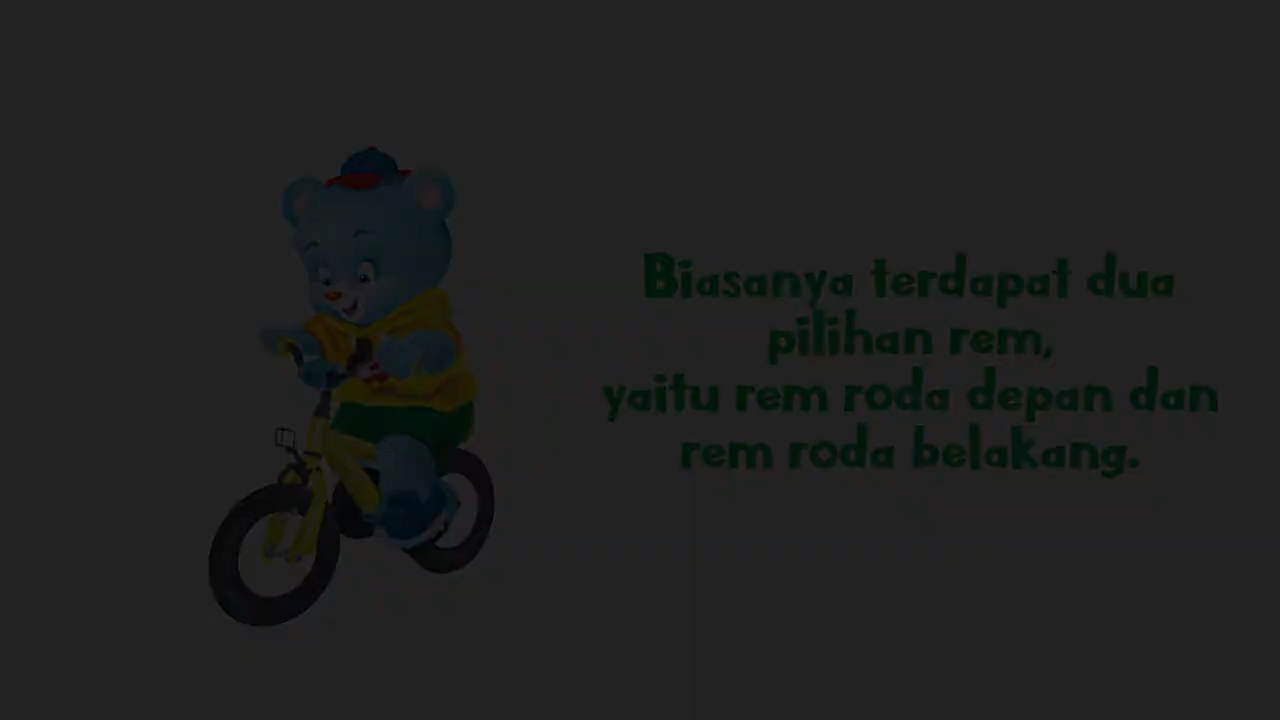 Biasanya terdapat dua
pilihan rem,
yaitu rem roda depan dan
rem roda belakang.